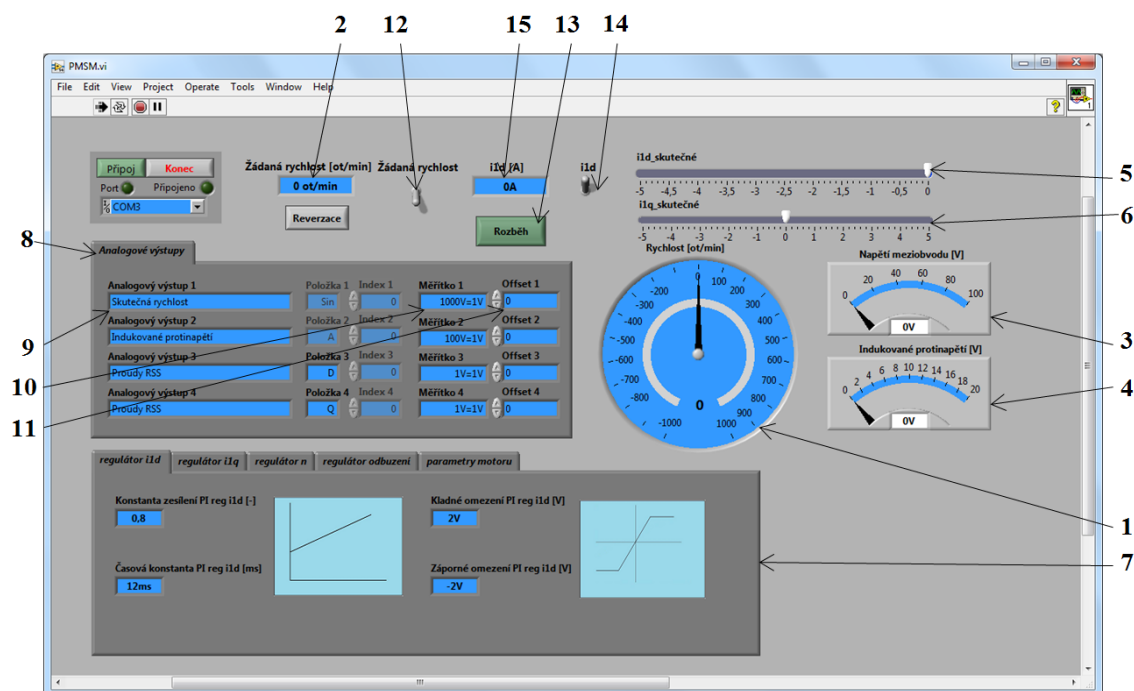 2 12 15 13 14
PMSM.vi
File Edit View Project Operate Tools Window Help
Připoj Konec
Port Připojeno
COM3
Žádaná rychlost [ot/min]
0 ot/min
Reverzace
Žádaná rychlost
i1d [A]
0A
Rozběh
i1d
i1d_skutečné
-5 -4,5 -4 -3,5 -3 -2,5 -2 -1,5 -1 -0,5 0
5
i1q_skutečné
-5 -4 -3 -2 -1 0 1 2 3 4 5
6
8
Analogové výstupy
Analogový výstup 1 Položka 1 Index 1 Měřítko 1 Offset 1
Skutečná rychlost Sin 0 1000V=1V 0
Analogový výstup 2 Položka 2 Index 2 Měřítko 2 Offset 2
Indukované protinapětí A 0 100V=1V 0
Analogový výstup 3 Položka 3 Index 3 Měřítko 3 Offset 3
Proudy RSS D 0 1V=1V 0
Analogový výstup 4 Položka 4 Index 4 Měřítko 4 Offset 4
Proudy RSS Q 0 1V=1V 0
9
10
11
Rychlost [ot/min]
-1000 -900 -800 -700 -600 -500 -400 -300 -200 -100 0 100 200 300 400 500 600 700 800 900 1000
0
Napětí meziobvodu [V]
0 20 40 60 80 100
0V
3
Indukované protinapětí [V]
0 2 4 6 8 10 12 14 16 18 20
0V
4
1
regulátor i1d regulátor i1q regulátor n regulátor odbuzení parametry motoru
Konstanta zesílení PI reg i1d [-]
0,8
Časová konstanta PI reg i1d [ms]
12ms
Kladné omezení PI reg i1d [V]
2V
Záporné omezení PI reg i1d [V]
-2V
7